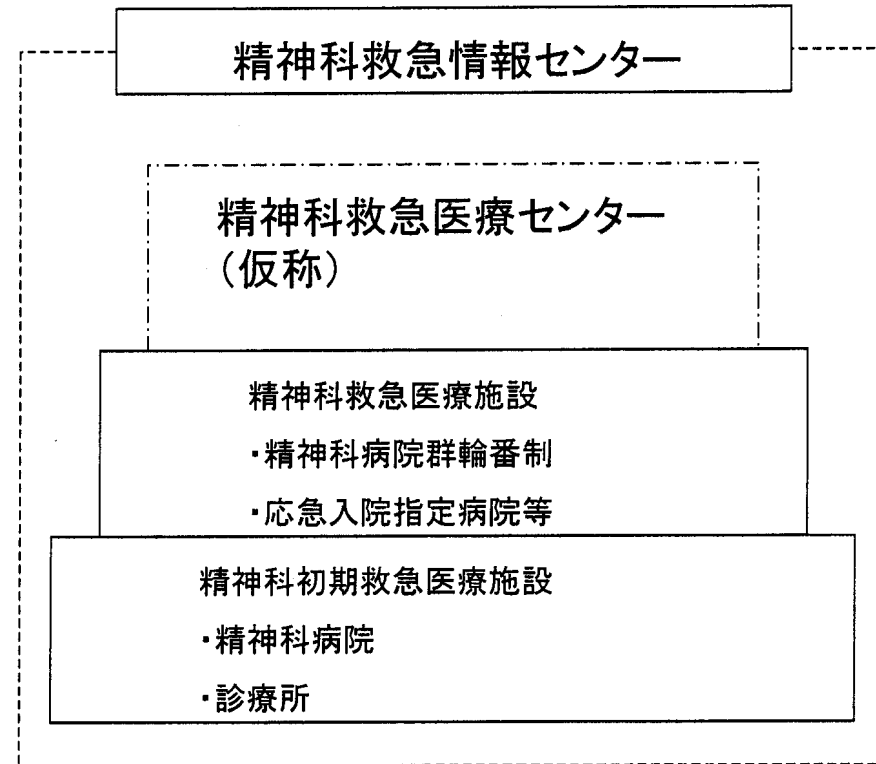 精神科救急情報センター
精神科救急医療センター
（仮称）
精神科救急医療施設
・精神科病院群輪番制
・応急入院指定病院等
精神科初期救急医療施設
・精神科病院
・診療所